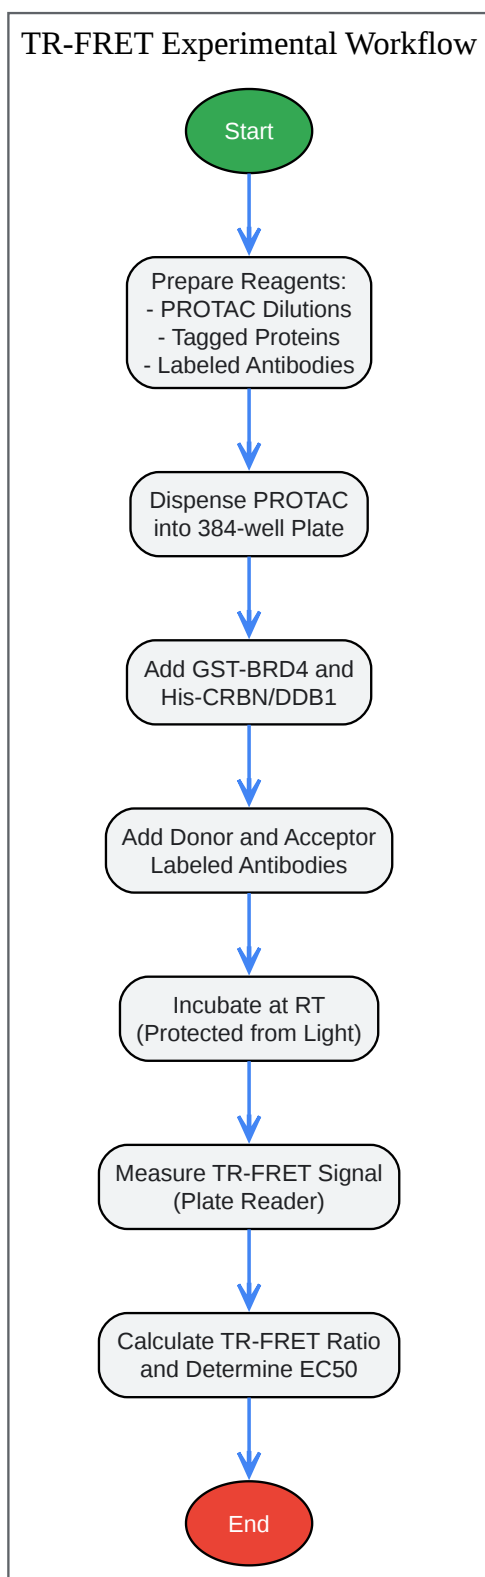 TR-FRET Experimental Workflow
Start
Prepare Reagents:
- PROTAC Dilutions
- Tagged Proteins
- Labeled Antibodies
Dispense PROTAC
into 384-well Plate
Add GST-BRD4 and
His-CRBN/DDB1
Add Donor and Acceptor
Labeled Antibodies
Incubate at RT
(Protected from Light)
Measure TR-FRET Signal
(Plate Reader)
Calculate TR-FRET Ratio
and Determine EC50
End